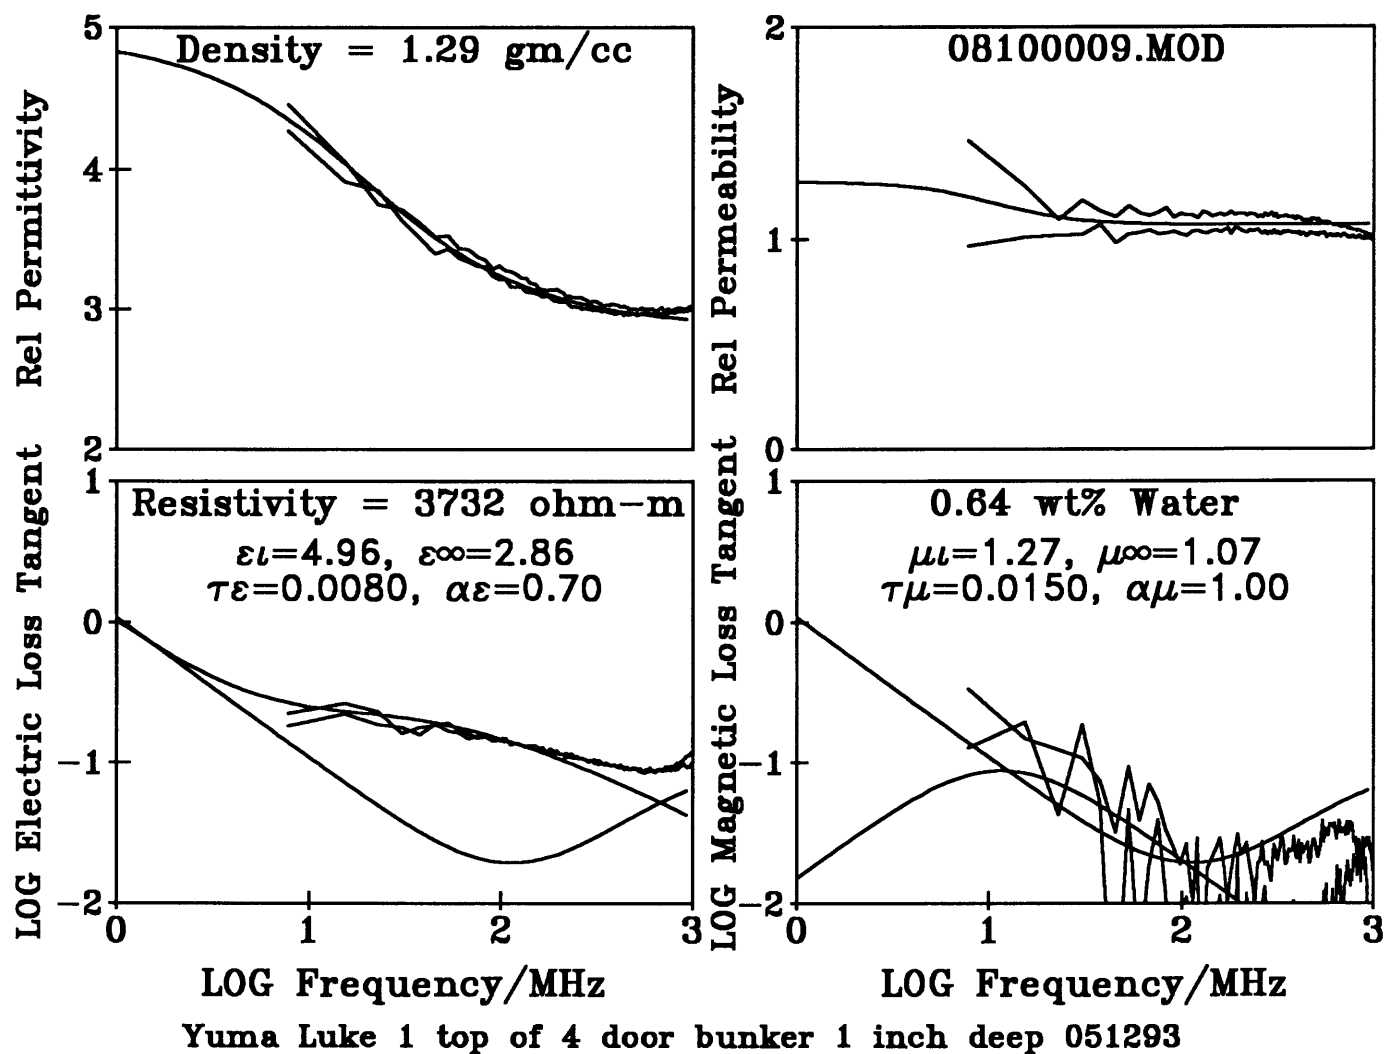 5
4
3
2
Rel Permittivity
Density = 1.29 gm/cc
2
1
0
Rel Permeability
08100009.MOD
1
0
−1
−2
LOG Electric Loss Tangent
Resistivity = 3732 ohm−m
ει=4.96, ε∞=2.86
τε=0.0080, αε=0.70
0
1
2
3
LOG Frequency/MHz
1
0
−1
−2
LOG Magnetic Loss Tangent
0.64 wt% Water
μι=1.27, μ∞=1.07
τμ=0.0150, αμ=1.00
0
1
2
3
LOG Frequency/MHz
Yuma Luke 1 top of 4 door bunker 1 inch deep 051293